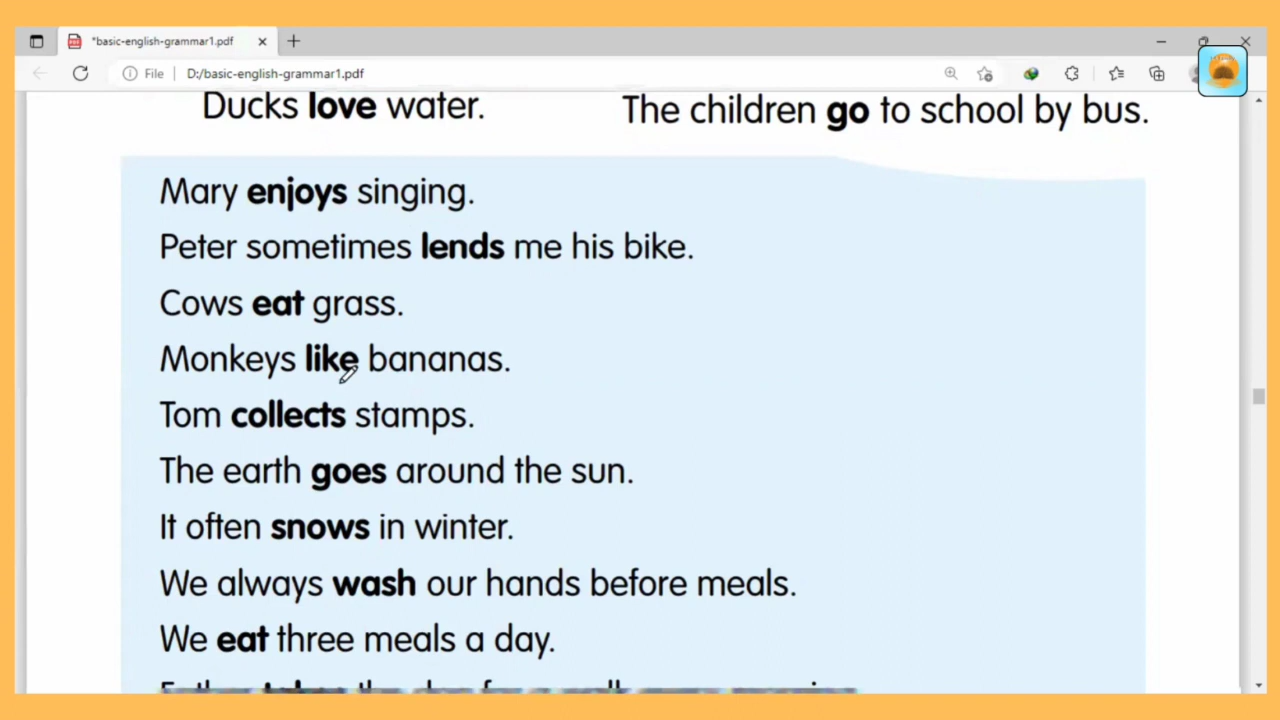 *basic-english-grammar1.pdf
File D:/basic-english-grammar1.pdf
Ducks love water. The children go to school by bus.
Mary enjoys singing.
Peter sometimes lends me his bike.
Cows eat grass.
Monkeys like bananas.
Tom collects stamps.
The earth goes around the sun.
It often snows in winter.
We always wash our hands before meals.
We eat three meals a day.